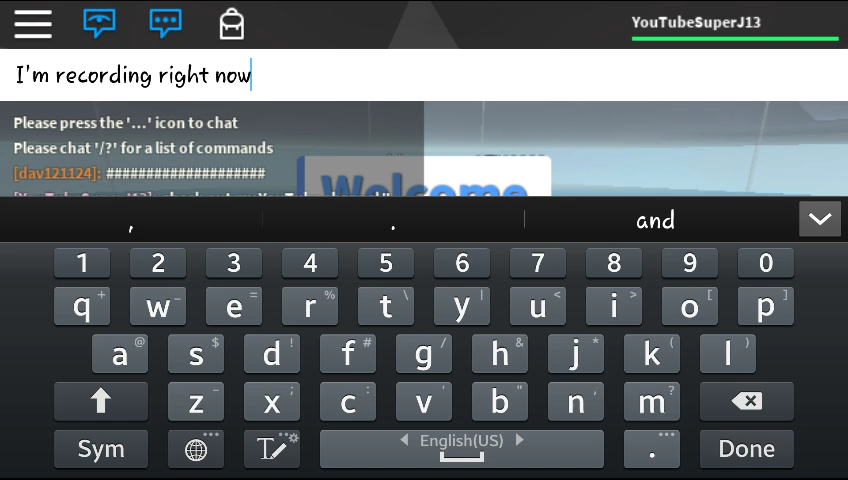 YouTubeSuperJ13
I'm recording right now
Please press the '...' icon to chat
Please chat '/?' for a list of commands
[dav121124]: ####################
Welcome
, . and
1 2 3 4 5 6 7 8 9 0
q + w _ e = r % t \ y | u < i > o [ p ]
a @ s $ d ! f # g / h & j * k ( l )
z - x ; c : v ' b " n , m ?
Sym English(US) . Done